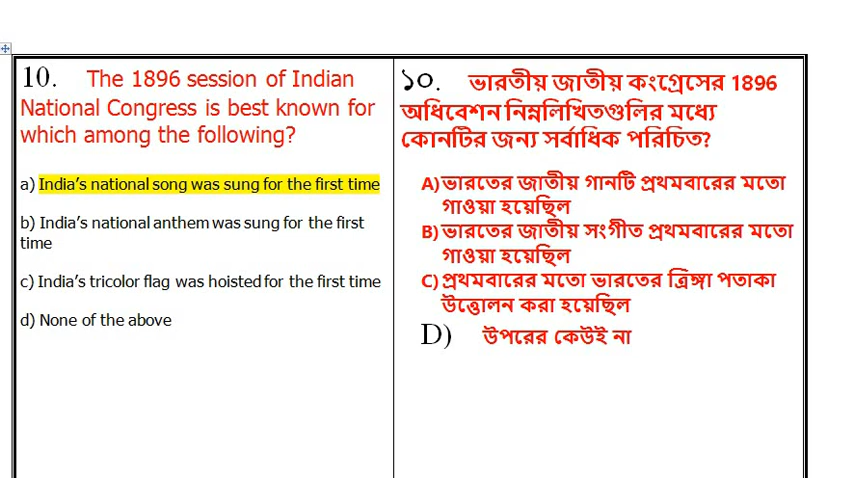 10. The 1896 session of Indian
National Congress is best known for
which among the following?
a) India's national song was sung for the first time
b) India's national anthem was sung for the first
time
c) India's tricolor flag was hoisted for the first time
d) None of the above
১০. ভারতীয় জাতীয় কংগ্রেসের 1896
অধিবেশন নিম্নলিখিতগুলির মধ্যে
কোনটির জন্য সর্বাধিক পরিচিত?
A) ভারতের জাতীয় গানটি প্রথমবারের মতো
গাওয়া হয়েছিল
B) ভারতের জাতীয় সংগীত প্রথমবারের মতো
গাওয়া হয়েছিল
C) প্রথমবারের মতো ভারতের ত্রিঙ্গা পতাকা
উত্তোলন করা হয়েছিল
D) উপরের কেউই না